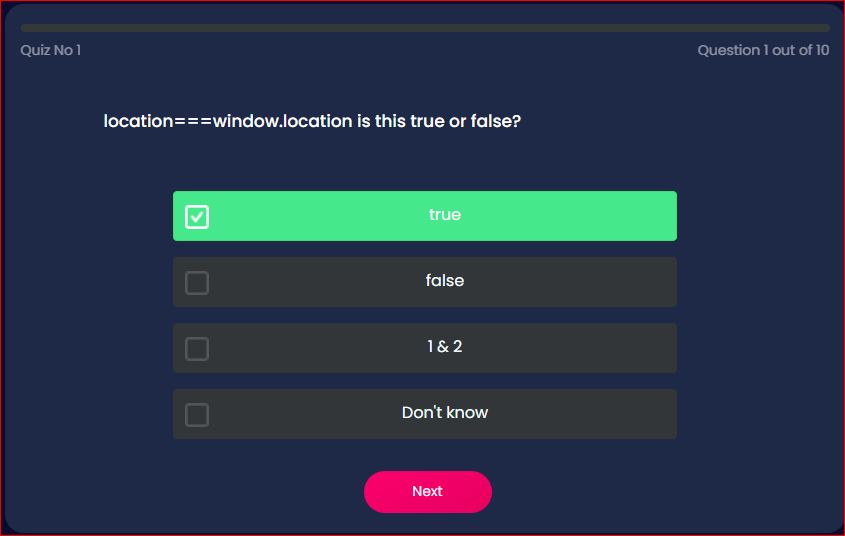 Quiz No 1
Question 1 out of 10
location===window.location is this true or false?
true
false
1 & 2
Don't know
Next